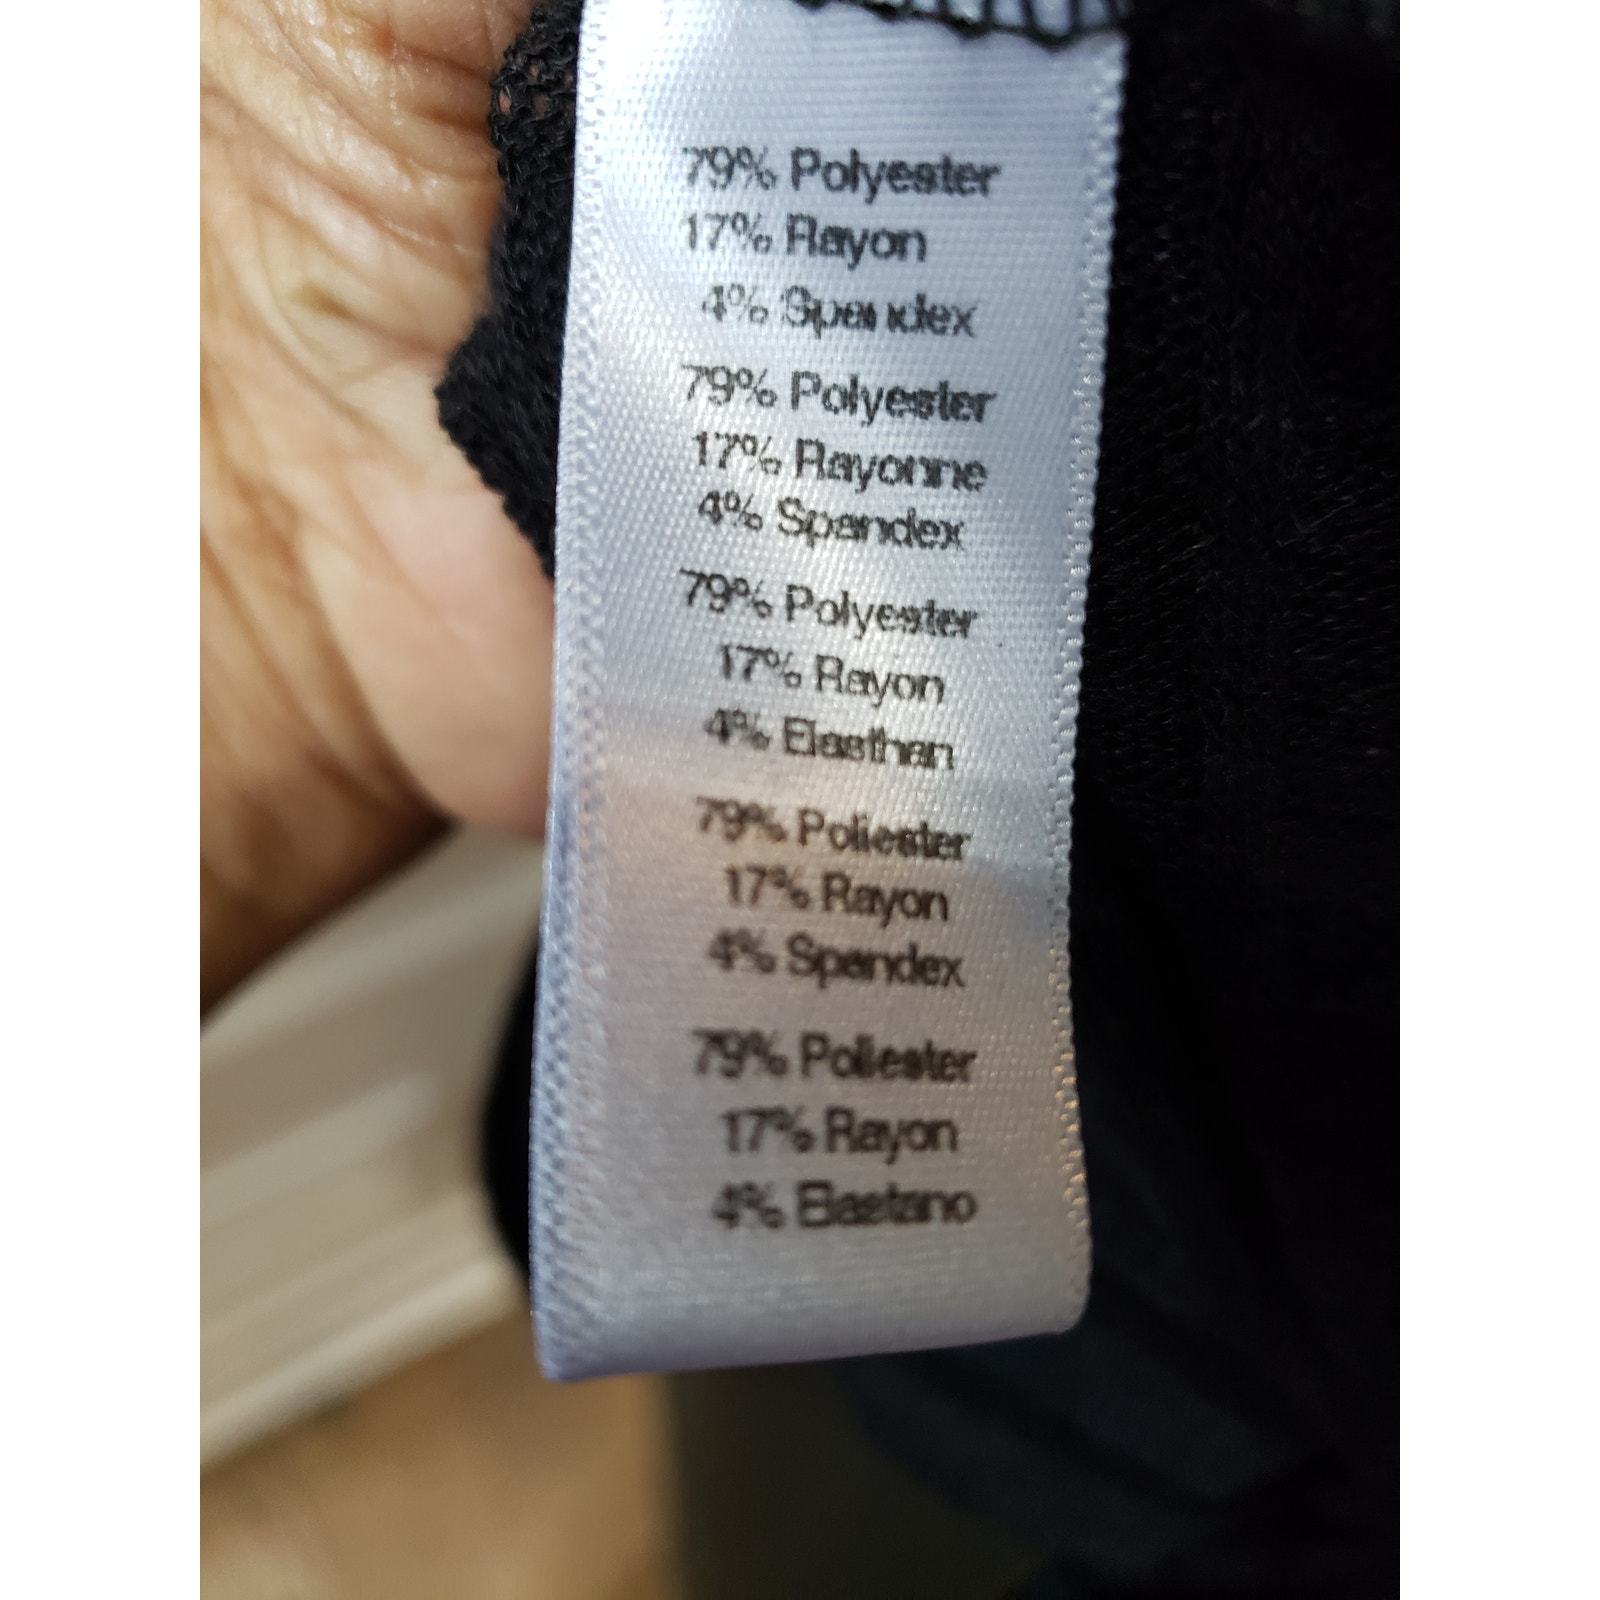 79% Polyester
17% Rayon
4% Spandex
79% Polyester
17% Rayonne
4% Spandex
79% Polyester
17% Rayon
4% Elasthan
79% Poliester
17% Rayon
4% Spandex
79% Poliester
17% Rayon
4% Elastano